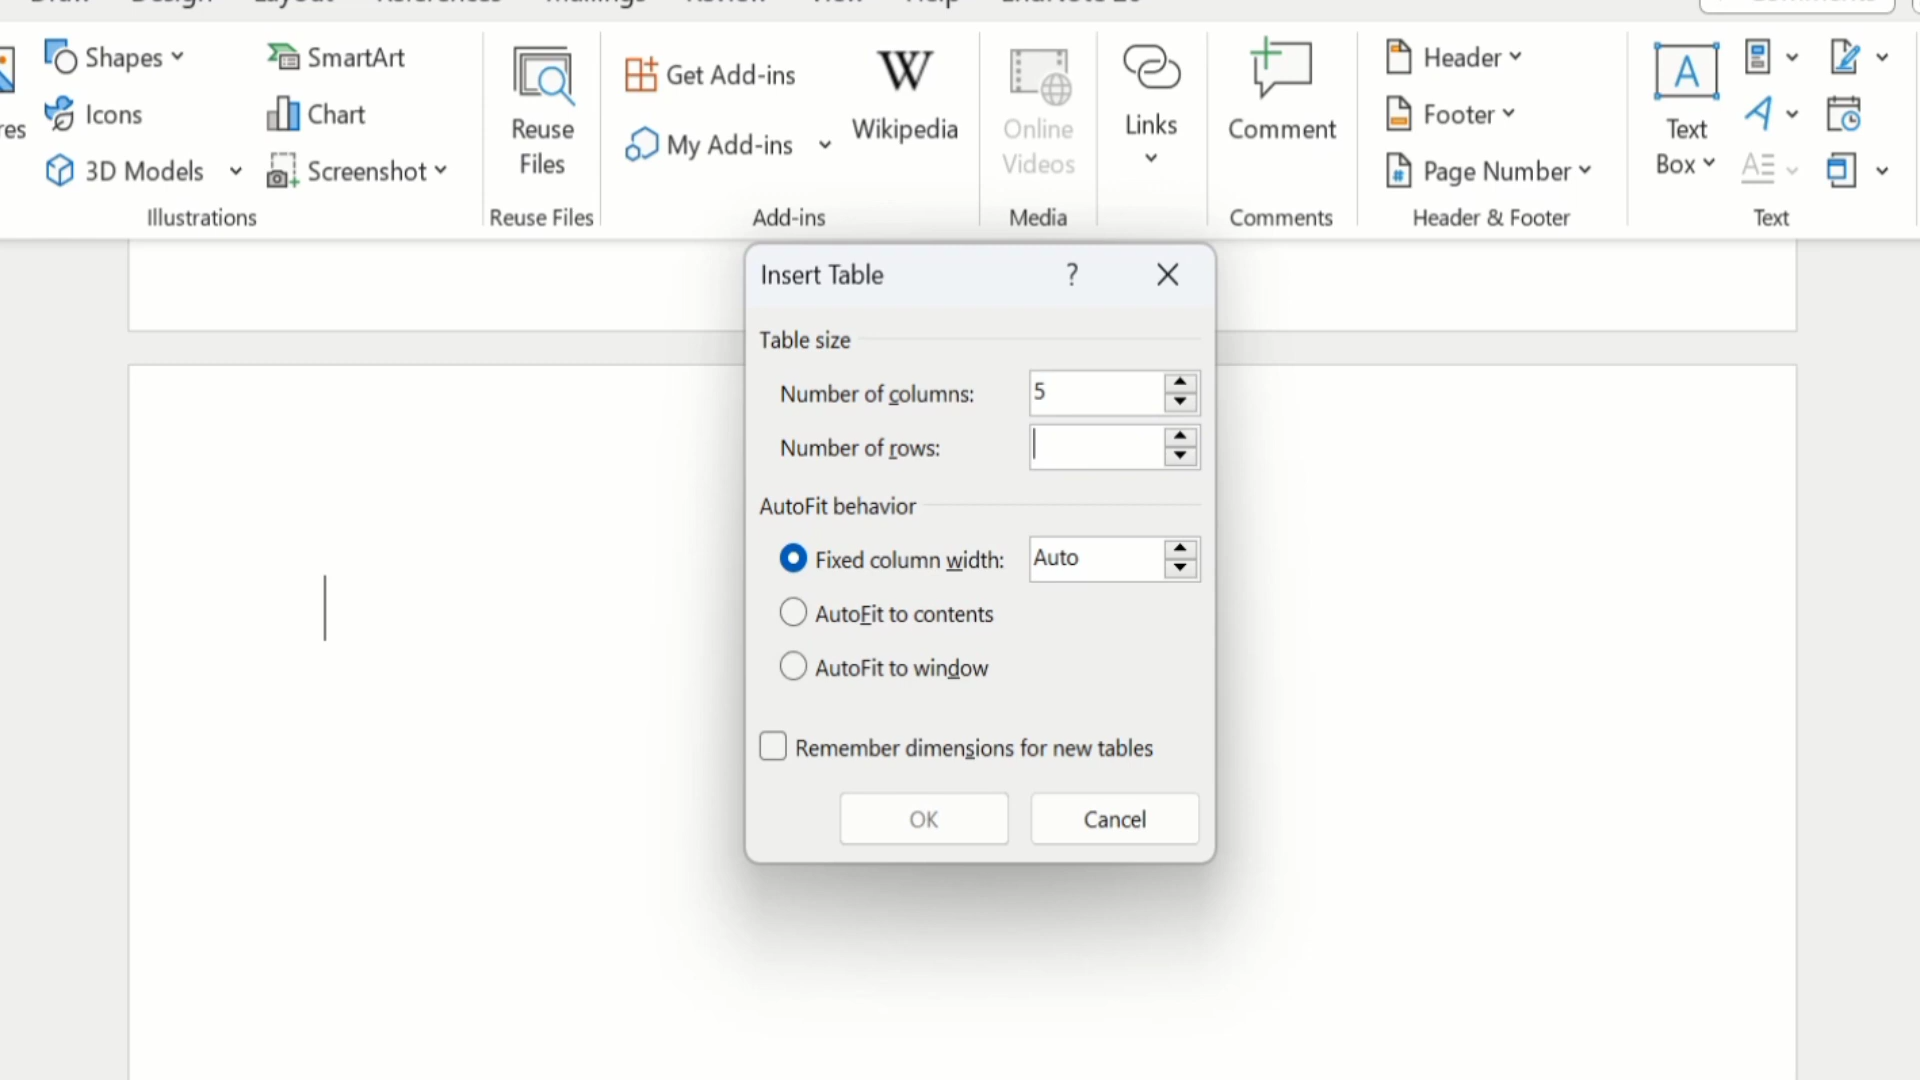 Shapes
SmartArt
Icons
Chart
3D Models
Screenshot
Illustrations
Reuse
Files
Reuse Files
Get Add-ins
My Add-ins
Wikipedia
Add-ins
Online
Videos
Media
Links
Comment
Comments
Header
Footer
Page Number
Header & Footer
Text
Box
Text
Insert Table
Table size
Number of columns: 5
Number of rows:
AutoFit behavior
Fixed column width: Auto
AutoFit to contents
AutoFit to window
Remember dimensions for new tables
OK
Cancel